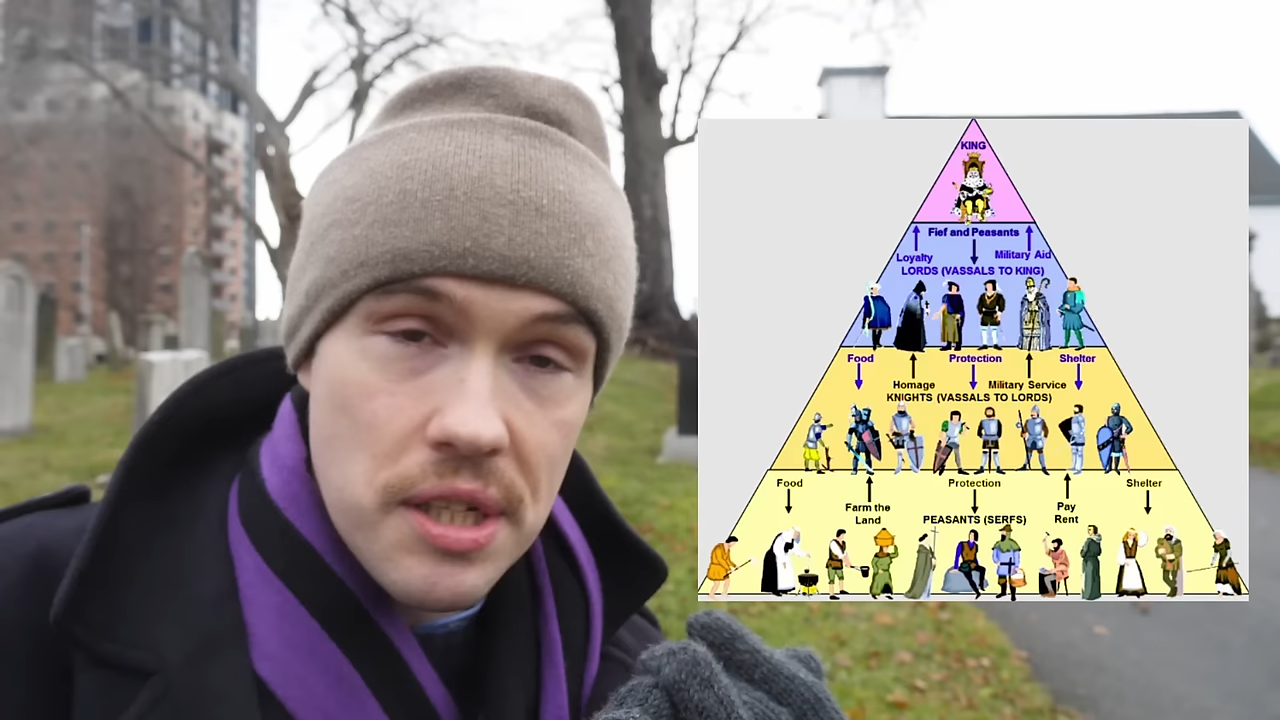 KING
Fief and Peasants
Loyalty
Military Aid
LORDS (VASSALS TO KING)
Food
Protection
Shelter
Homage
Military Service
KNIGHTS (VASSALS TO LORDS)
Food
Protection
Shelter
Farm the
Land
PEASANTS (SERFS)
Pay
Rent